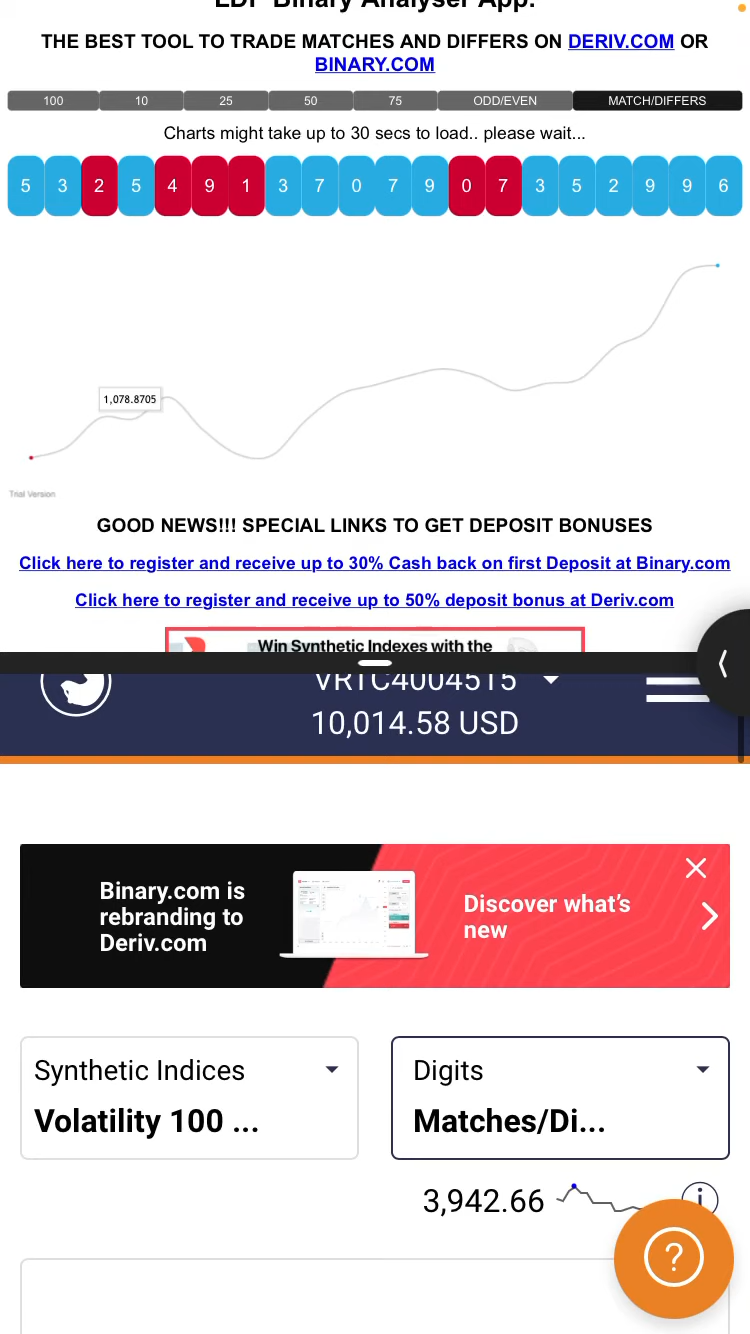 LDP Binary Analyser App.
THE BEST TOOL TO TRADE MATCHES AND DIFFERS ON DERIV.COM OR
BINARY.COM
100 10 25 50 75 ODD/EVEN MATCH/DIFFERS
Charts might take up to 30 secs to load.. please wait...
5 3 2 5 4 9 1 3 7 0 7 9 0 7 3 5 2 9 9 6
1,078.8705
Trial Version
GOOD NEWS!!! SPECIAL LINKS TO GET DEPOSIT BONUSES
Click here to register and receive up to 30% Cash back on first Deposit at Binary.com
Click here to register and receive up to 50% deposit bonus at Deriv.com
Win Synthetic Indexes with the
VRTC4004515
10,014.58 USD
Binary.com is
rebranding to
Deriv.com
Discover what's
new
Synthetic Indices
Volatility 100 ...
Digits
Matches/Di...
3,942.66